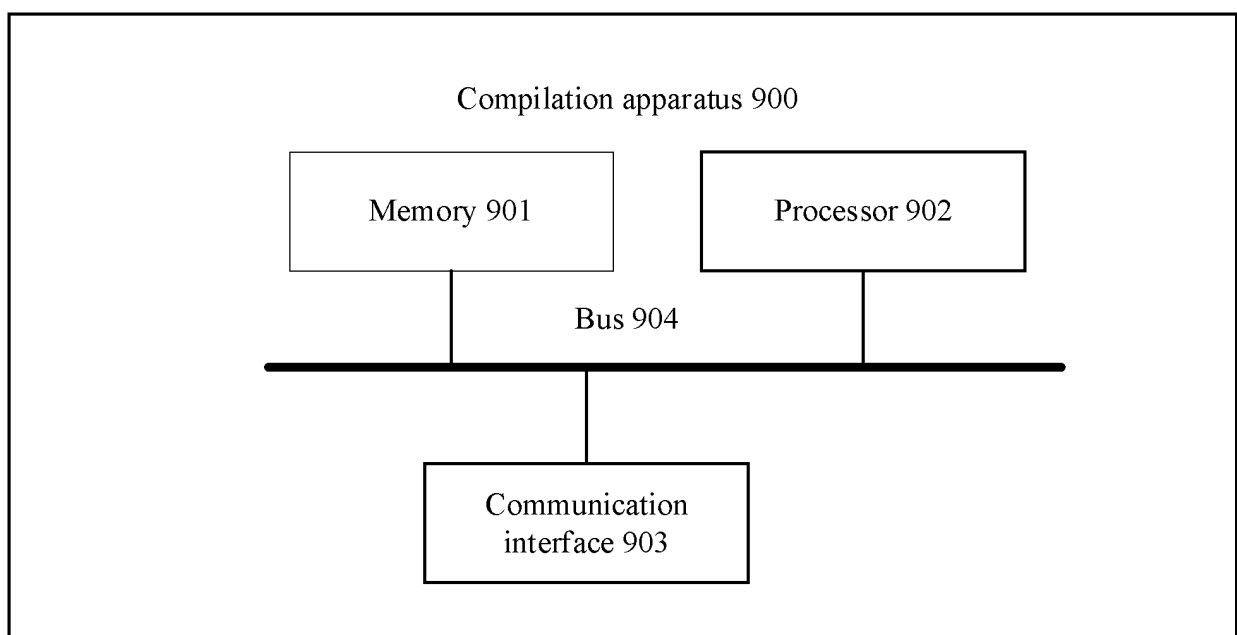 Compilation apparatus 900
Memory 901
Processor 902
Bus 904
Communication
interface 903